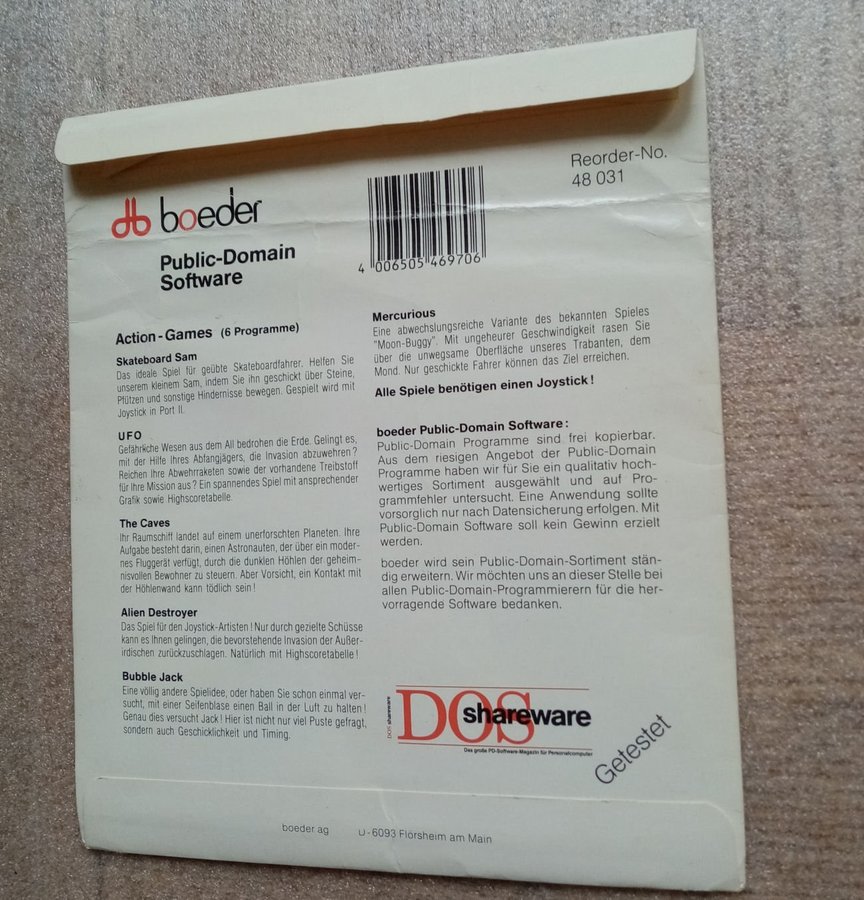 boeder
Public-Domain
Software
4 006505 469706
Reorder-No.
48 031
Action-Games (6 Programme)
Skateboard Sam
Das ideale Spiel für geübte Skateboardfahrer. Helfen Sie
unserem kleinem Sam, indem Sie ihn geschickt über Steine,
Pfützen und sonstige Hindernisse bewegen. Gespielt wird mit
Joystick in Port II.
UFO
Gefährliche Wesen aus dem All bedrohen die Erde. Gelingt es,
mit der Hilfe Ihres Abfangjägers, die Invasion abzuwehren?
Reichen Ihre Abwehrraketen sowie der vorhandene Treibstoff
für Ihre Mission aus? Ein spannendes Spiel mit ansprechender
Grafik sowie Highscoretabelle.
The Caves
Ihr Raumschiff landet auf einem unerforschten Planeten. Ihre
Aufgabe besteht darin, einen Astronauten, der über ein moder-
nes Fluggerät verfügt, durch die dunklen Höhlen der geheim-
nisvollen Bewohner zu steuern. Aber Vorsicht, ein Kontakt mit
der Höhlenwand kann tödlich sein!
Alien Destroyer
Das Spiel für den Joystick-Artisten! Nur durch gezielte Schüsse
kann es Ihnen gelingen, die bevorstehende Invasion der Außer-
irdischen zurückzuschlagen. Natürlich mit Highscoretabelle!
Bubble Jack
Eine völlig andere Spielidee, oder haben Sie schon einmal ver-
sucht, mit einer Seifenblase einen Ball in der Luft zu halten!
Genau dies versucht Jack! Hier ist nicht nur viel Puste gefragt,
sondern auch Geschicklichkeit und Timing.
Mercurious
Eine abwechslungsreiche Variante des bekannten Spieles
"Moon-Buggy". Mit ungeheurer Geschwindigkeit rasen Sie
über die unwegsame Oberfläche unseres Trabanten, dem
Mond. Nur geschickte Fahrer können das Ziel erreichen.
Alle Spiele benötigen einen Joystick!
boeder Public-Domain Software:
Public-Domain Programme sind frei kopierbar.
Aus dem riesigen Angebot der Public-Domain
Programme haben wir für Sie ein qualitativ hoch-
wertiges Sortiment ausgewählt und auf Pro-
grammfehler untersucht. Eine Anwendung sollte
vorsorglich nur nach Datensicherung erfolgen. Mit
Public-Domain Software soll kein Gewinn erzielt
werden.
boeder wird sein Public-Domain-Sortiment stän-
dig erweitern. Wir möchten uns an dieser Stelle bei
allen Public-Domain-Programmierern für die her-
vorragende Software bedanken.
DOS shareware
DOS shareware
Das große PD-Software-Magazin für Personalcomputer
Getestet
boeder ag D-6093 Flörsheim am Main